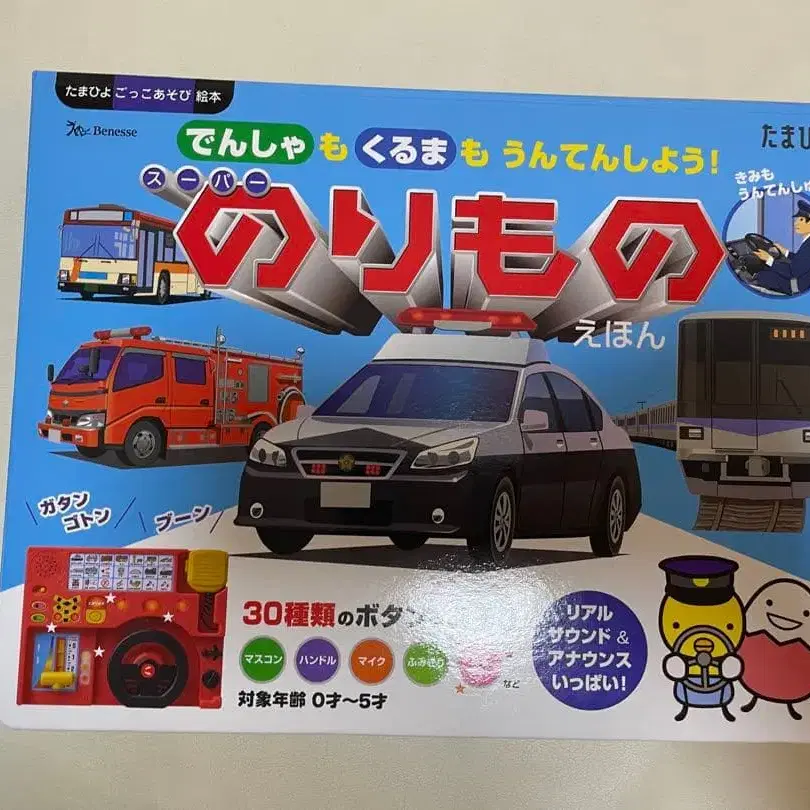 たまひよ ごっこあそび 絵本
Benesse
たまひ
でんしゃ も くるま も うんてんしよう!
きみも
うんてんしゅ
スーパー
のりもの
えほん
ガタン
ゴトン
ブーン
30種類のボタン
マスコン
ハンドル
マイク
ふみきり
など
対象年齢 0才〜5才
リアル
サウンド &
アナウンス
いっぱい!